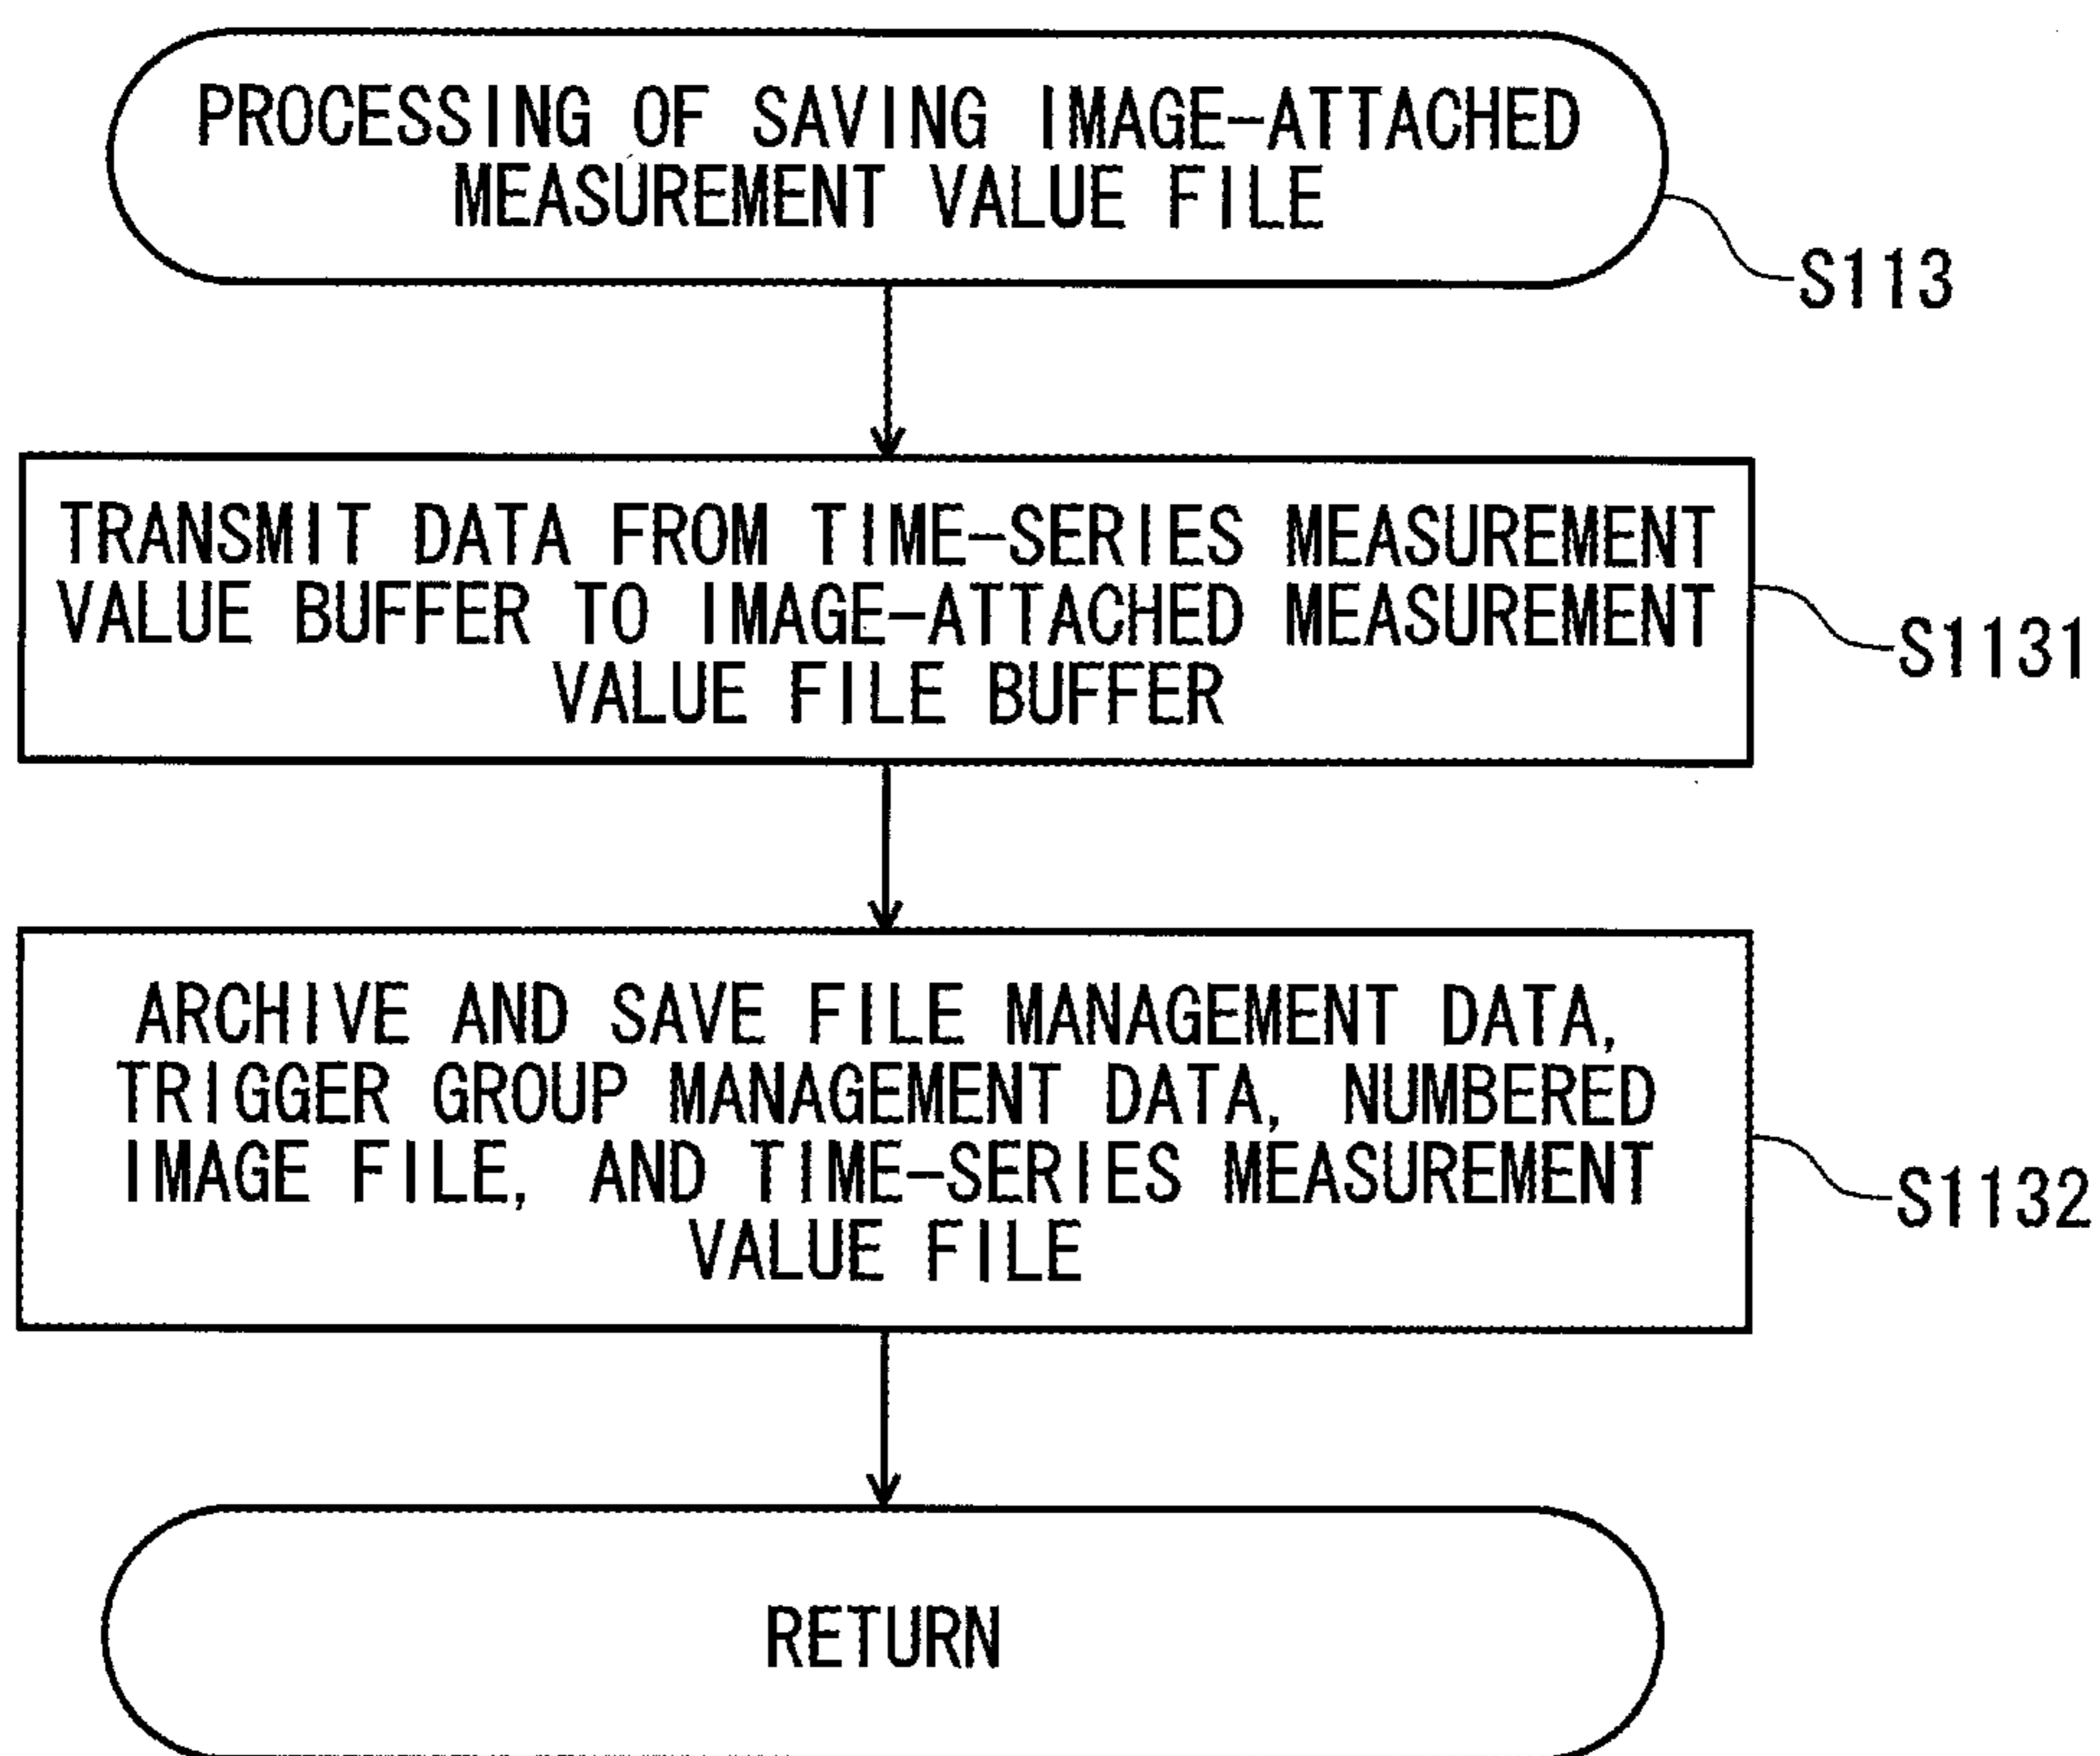 PROCESSING OF SAVING IMAGE-ATTACHED
MEASUREMENT VALUE FILE
S113
TRANSMIT DATA FROM TIME-SERIES MEASUREMENT
VALUE BUFFER TO IMAGE-ATTACHED MEASUREMENT
VALUE FILE BUFFER
S1131
ARCHIVE AND SAVE FILE MANAGEMENT DATA,
TRIGGER GROUP MANAGEMENT DATA, NUMBERED
IMAGE FILE, AND TIME-SERIES MEASUREMENT
VALUE FILE
S1132
RETURN